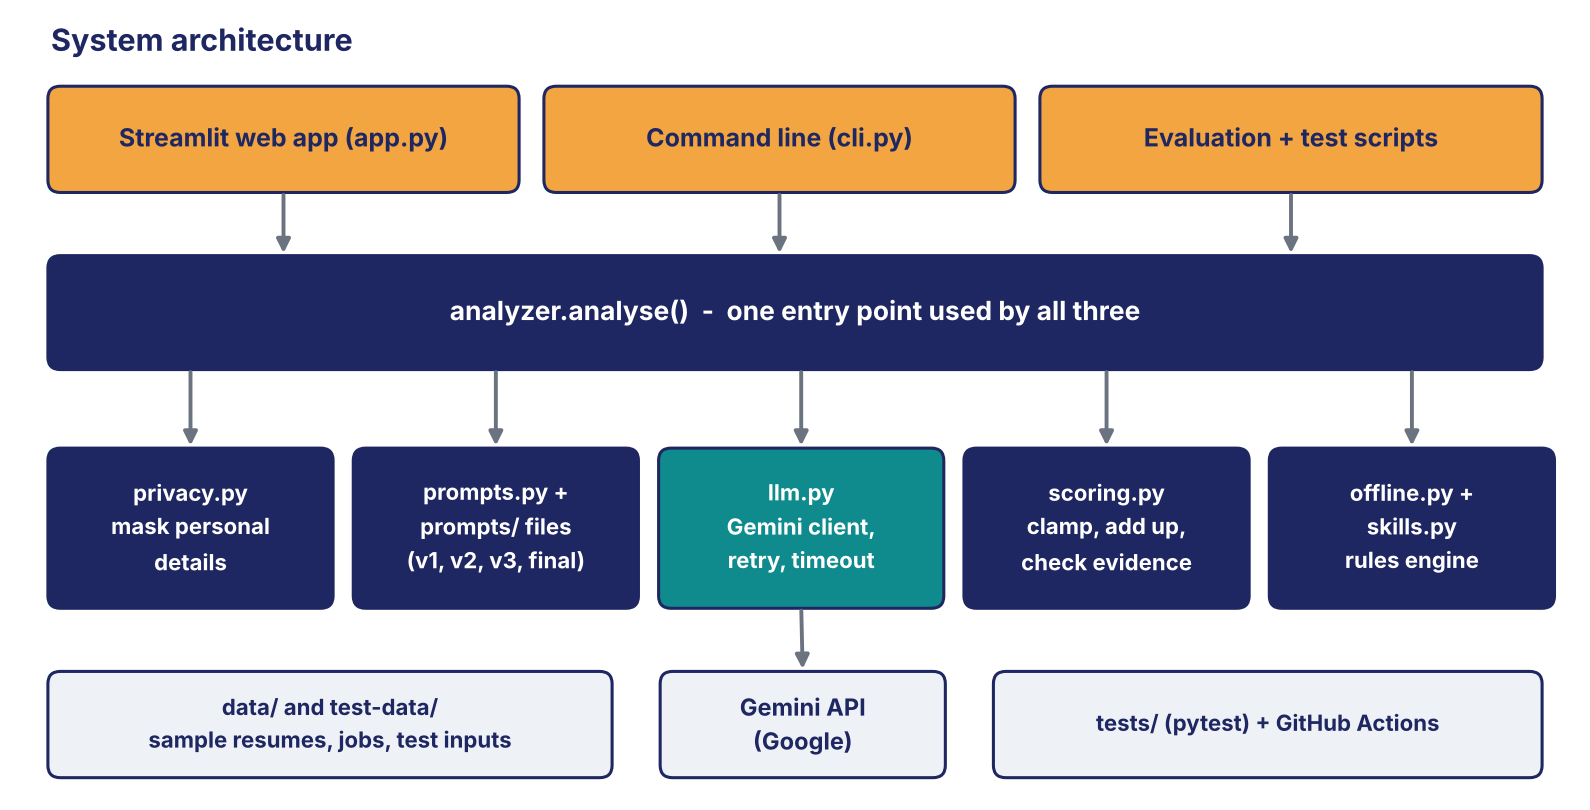 System architecture
Streamlit web app (app.py)
Command line (cli.py)
Evaluation + test scripts
analyzer.analyse()  -  one entry point used by all three
privacy.py
mask personal
details
prompts.py +
prompts/ files
(v1, v2, v3, final)
llm.py
Gemini client,
retry, timeout
scoring.py
clamp, add up,
check evidence
offline.py +
skills.py
rules engine
data/ and test-data/
sample resumes, jobs, test inputs
Gemini API
(Google)
tests/ (pytest) + GitHub Actions